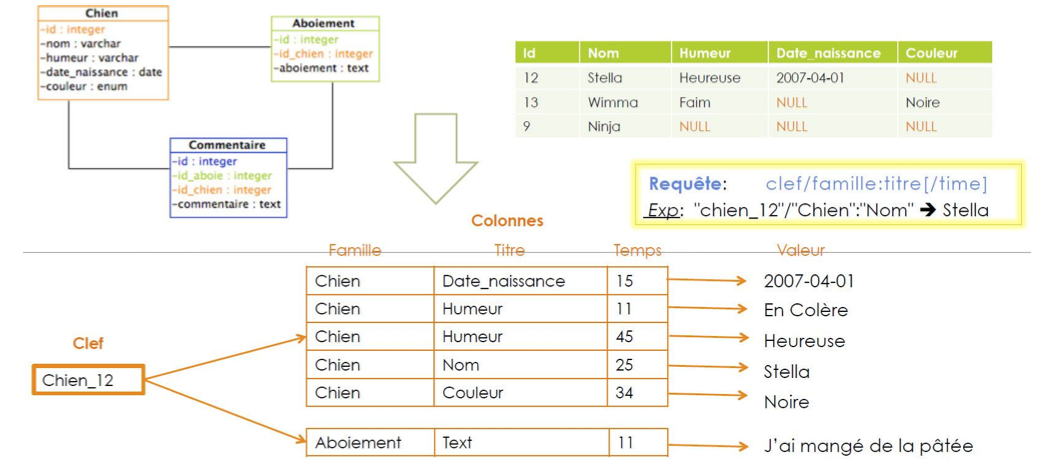 Chien
-id : integer
-nom : varchar
-humeur : varchar
-date_naissance : date
-couleur : enum
Aboiement
-id : integer
-id_chien : integer
-aboiement : text
Commentaire
-id : integer
-id_aboie : integer
-id_chien : integer
-commentaire : text
Id Nom Humeur Date_naissance Couleur
12 Stella Heureuse 2007-04-01 NULL
13 Wimma Faim NULL Noire
9 Ninja NULL NULL NULL
Requête: clef/famille:titre[/time]
Exp: "chien_12"/"Chien":"Nom" → Stella
Colonnes
Famille Titre Temps Valeur
Chien Date_naissance 15 2007-04-01
Chien Humeur 11 En Colère
Chien Humeur 45 Heureuse
Chien Nom 25 Stella
Chien Couleur 34 Noire
Clef
Chien_12
Aboiement Text 11 J'ai mangé de la pâtée